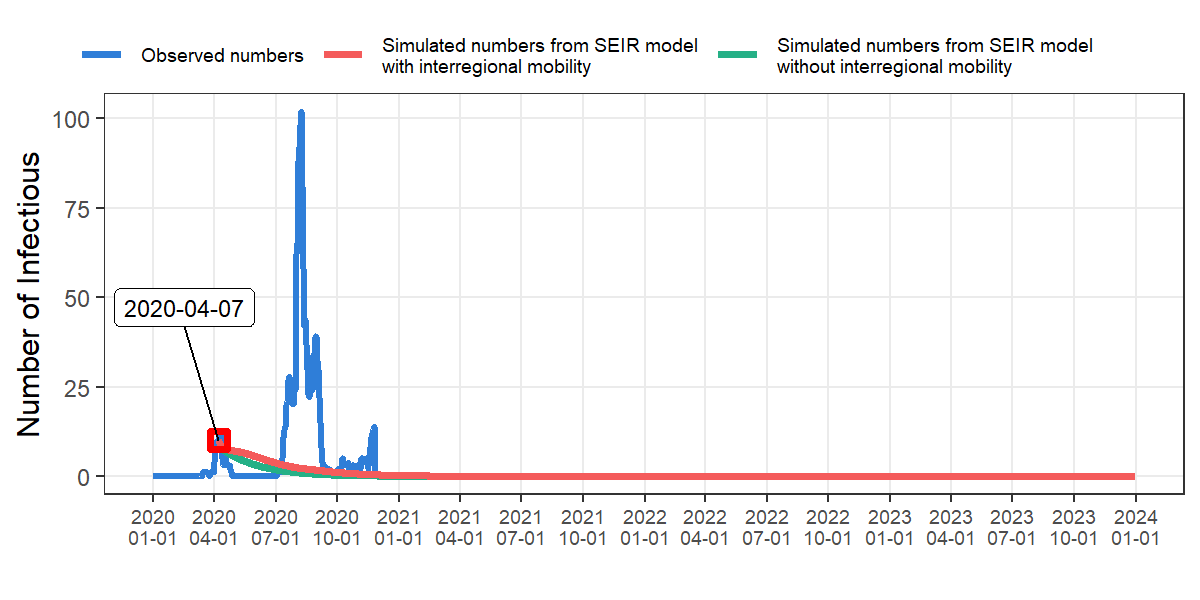 Observed numbers
Simulated numbers from SEIR model
with interregional mobility
Simulated numbers from SEIR model
without interregional mobility
Number of Infectious
100
75
50
25
0
2020-04-07
2020 2020 2020 2020 2021 2021 2021 2021 2022 2022 2022 2022 2023 2023 2023 2023 2024
01-01 04-01 07-01 10-01 01-01 04-01 07-01 10-01 01-01 04-01 07-01 10-01 01-01 04-01 07-01 10-01 01-01